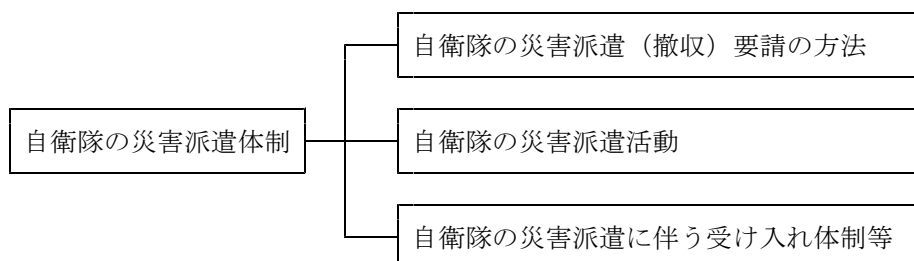 自衛隊の災害派遣（撤収）要請の方法
自衛隊の災害派遣体制
自衛隊の災害派遣活動
自衛隊の災害派遣に伴う受け入れ体制等